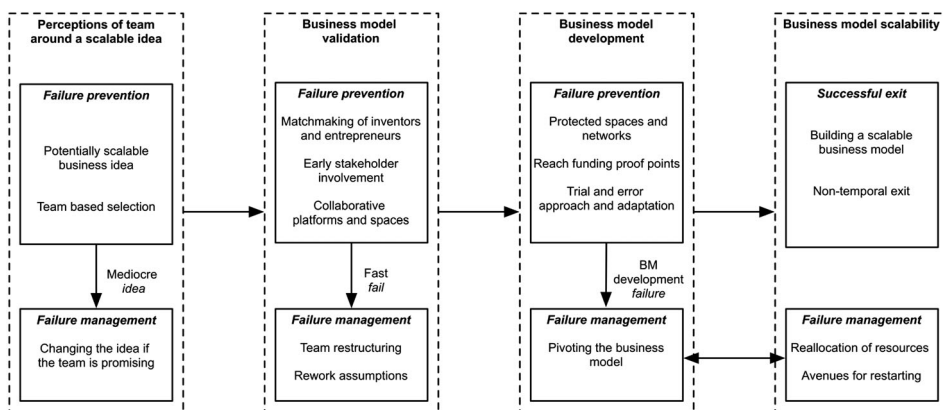 Perceptions of team
around a scalable idea
Failure prevention
Potentially scalable
business idea
Team based selection
Mediocre
idea
Failure management
Changing the idea if
the team is promising
Business model
validation
Failure prevention
Matchmaking of inventors
and entrepreneurs
Early stakeholder
involvement
Collaborative
platforms and spaces
Fast
fail
Failure management
Team restructuring
Rework assumptions
Business model
development
Failure prevention
Protected spaces and
networks
Reach funding proof points
Trial and error
approach and adaptation
BM
development
failure
Failure management
Pivoting the business
model
Business model scalability
Successful exit
Building a scalable
business model
Non-temporal exit
Failure management
Reallocation of resources
Avenues for restarting